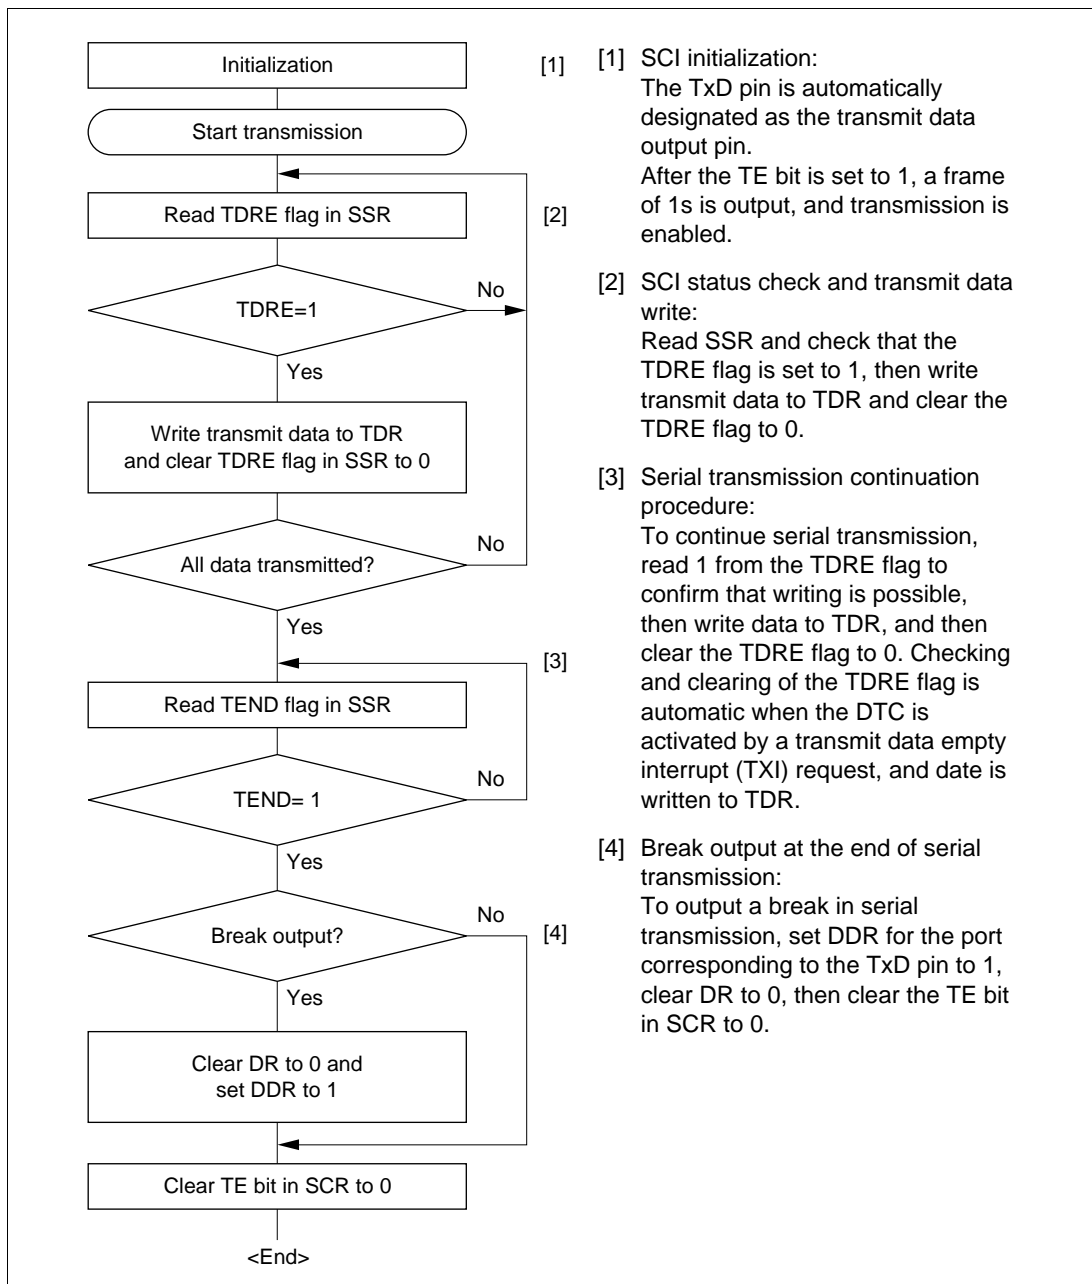 Initialization
[1]
Start transmission
Read TDRE flag in SSR
[2]
TDRE=1
No
Yes
Write transmit data to TDR
and clear TDRE flag in SSR to 0
All data transmitted?
No
Yes
[3]
Read TEND flag in SSR
TEND= 1
No
Yes
Break output?
No
[4]
Yes
Clear DR to 0 and
set DDR to 1
Clear TE bit in SCR to 0
<End>
[1] SCI initialization:
The TxD pin is automatically
designated as the transmit data
output pin.
After the TE bit is set to 1, a frame
of 1s is output, and transmission is
enabled.
[2] SCI status check and transmit data
write:
Read SSR and check that the
TDRE flag is set to 1, then write
transmit data to TDR and clear the
TDRE flag to 0.
[3] Serial transmission continuation
procedure:
To continue serial transmission,
read 1 from the TDRE flag to
confirm that writing is possible,
then write data to TDR, and then
clear the TDRE flag to 0. Checking
and clearing of the TDRE flag is
automatic when the DTC is
activated by a transmit data empty
interrupt (TXI) request, and date is
written to TDR.
[4] Break output at the end of serial
transmission:
To output a break in serial
transmission, set DDR for the port
corresponding to the TxD pin to 1,
clear DR to 0, then clear the TE bit
in SCR to 0.